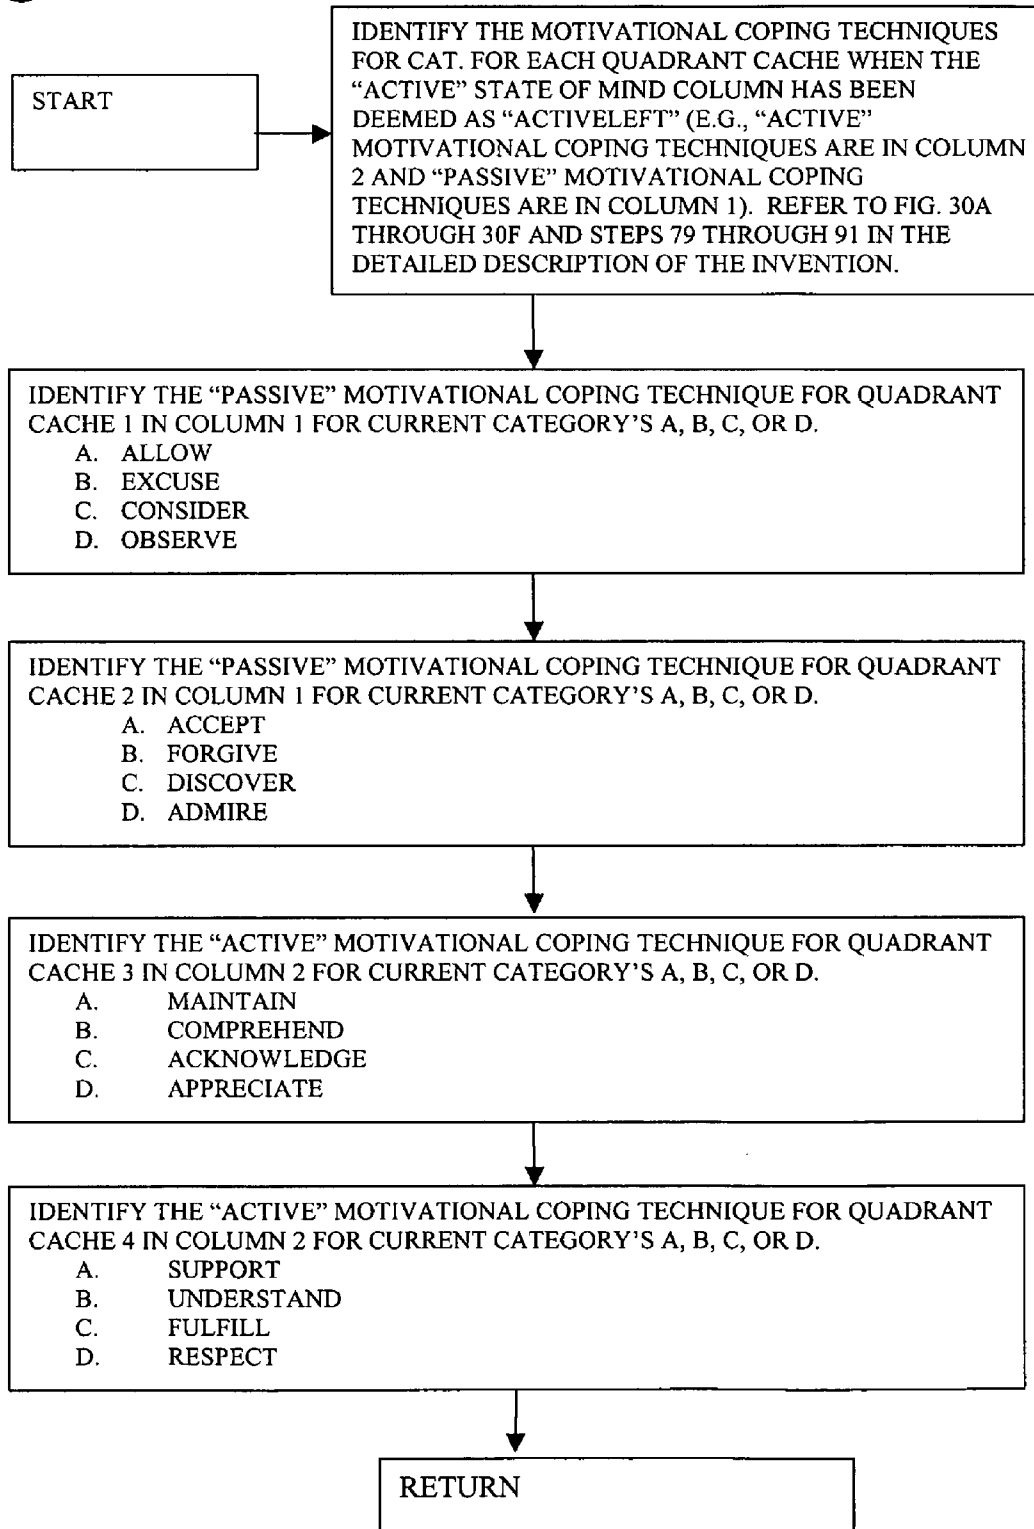 START
IDENTIFY THE MOTIVATIONAL COPING TECHNIQUES
FOR CAT. FOR EACH QUADRANT CACHE WHEN THE
“ACTIVE” STATE OF MIND COLUMN HAS BEEN
DEEMED AS “ACTIVELEFT” (E.G., “ACTIVE”
MOTIVATIONAL COPING TECHNIQUES ARE IN COLUMN
2 AND “PASSIVE” MOTIVATIONAL COPING
TECHNIQUES ARE IN COLUMN 1). REFER TO FIG. 30A
THROUGH 30F AND STEPS 79 THROUGH 91 IN THE
DETAILED DESCRIPTION OF THE INVENTION.
IDENTIFY THE “PASSIVE” MOTIVATIONAL COPING TECHNIQUE FOR QUADRANT
CACHE 1 IN COLUMN 1 FOR CURRENT CATEGORY’S A, B, C, OR D.
A. ALLOW
B. EXCUSE
C. CONSIDER
D. OBSERVE
IDENTIFY THE “PASSIVE” MOTIVATIONAL COPING TECHNIQUE FOR QUADRANT
CACHE 2 IN COLUMN 1 FOR CURRENT CATEGORY’S A, B, C, OR D.
A. ACCEPT
B. FORGIVE
C. DISCOVER
D. ADMIRE
IDENTIFY THE “ACTIVE” MOTIVATIONAL COPING TECHNIQUE FOR QUADRANT
CACHE 3 IN COLUMN 2 FOR CURRENT CATEGORY’S A, B, C, OR D.
A. MAINTAIN
B. COMPREHEND
C. ACKNOWLEDGE
D. APPRECIATE
IDENTIFY THE “ACTIVE” MOTIVATIONAL COPING TECHNIQUE FOR QUADRANT
CACHE 4 IN COLUMN 2 FOR CURRENT CATEGORY’S A, B, C, OR D.
A. SUPPORT
B. UNDERSTAND
C. FULFILL
D. RESPECT
RETURN